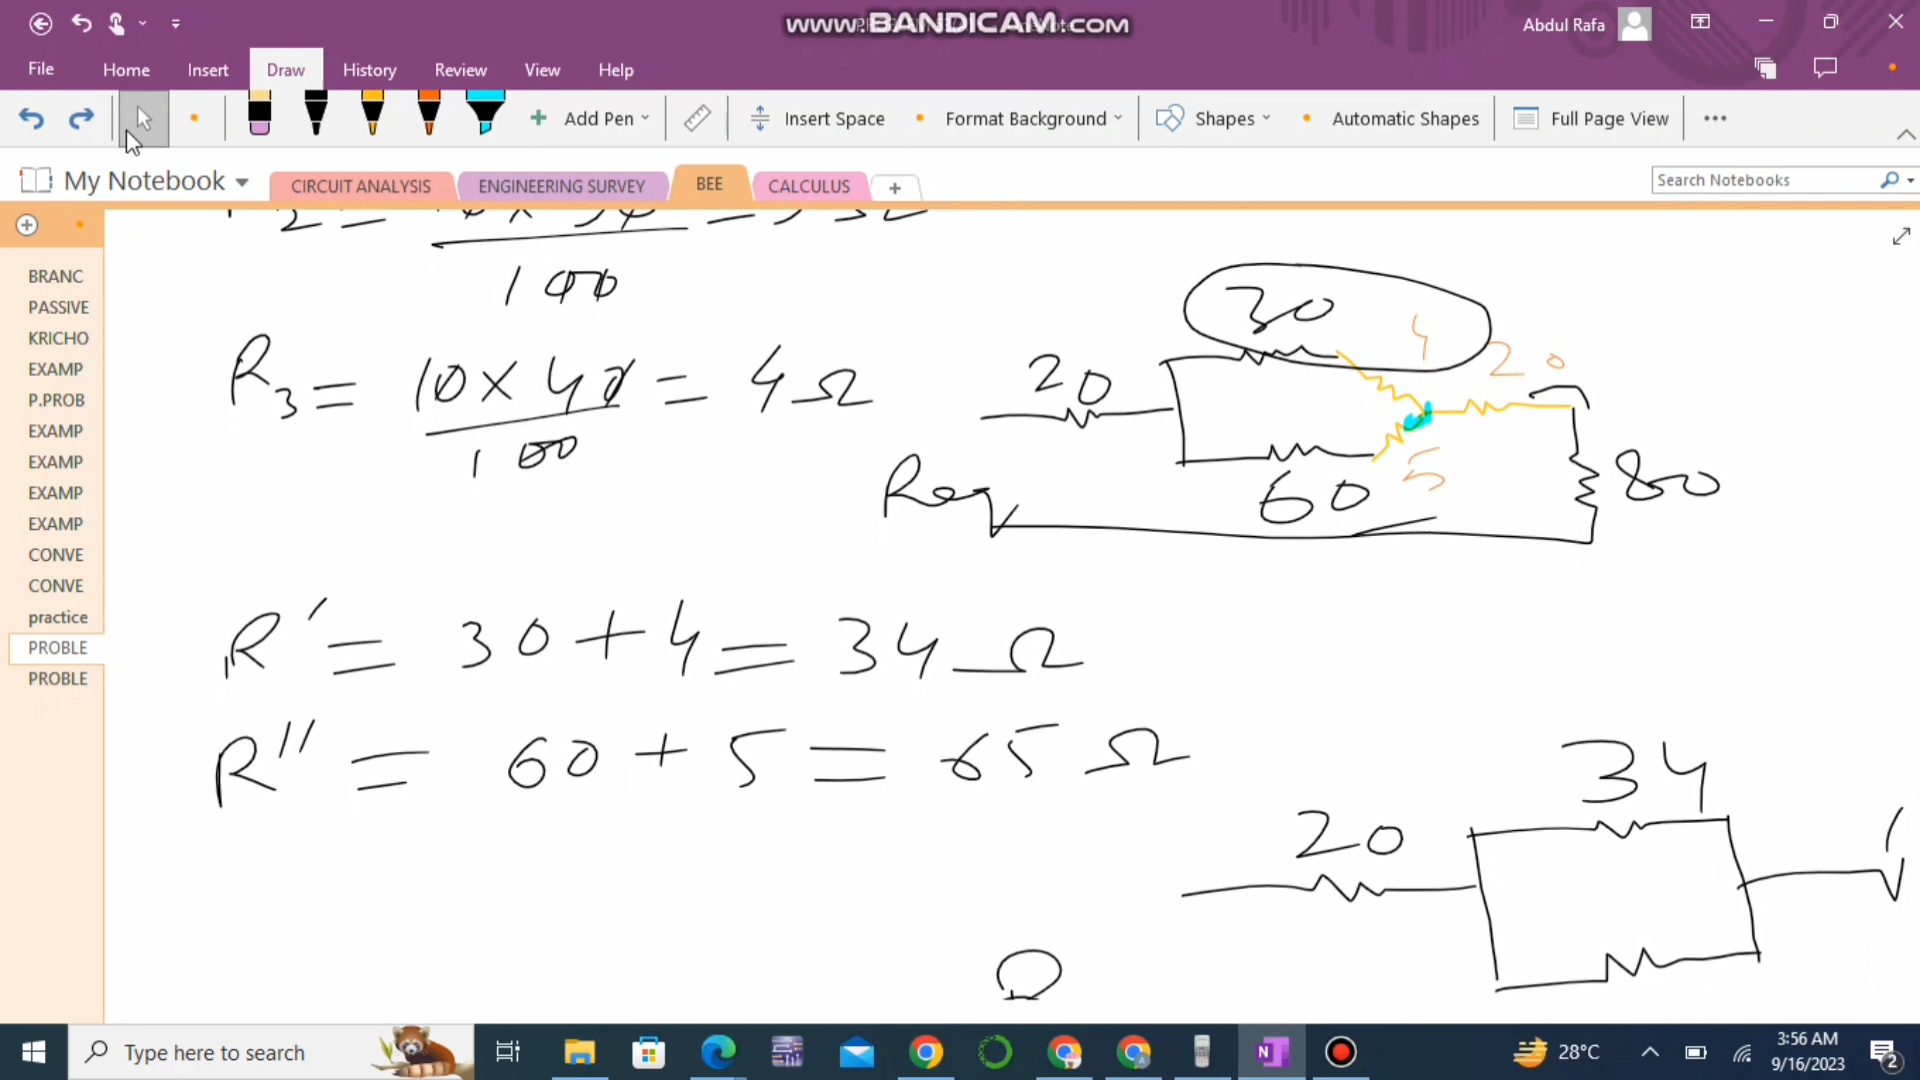 www.BANDICAM.com
Abdul Rafa
File Home Insert Draw History Review View Help
Add Pen Insert Space Format Background Shapes Automatic Shapes Full Page View
My Notebook CIRCUIT ANALYSIS ENGINEERING SURVEY BEE CALCULUS + Search Notebooks
BRANC
PASSIVE
KRICHO
EXAMP
P.PROB
EXAMP
EXAMP
EXAMP
EXAMP
CONVE
CONVE
practice
PROBLE
PROBLE
100
R3 = 10 × 40 = 4 Ω
100
30
4
20
20
5
60
80
Req
R′ = 30 + 4 = 34 Ω
R″ = 60 + 5 = 65 Ω
34
20
Type here to search
28°C
3:56 AM
9/16/2023
2